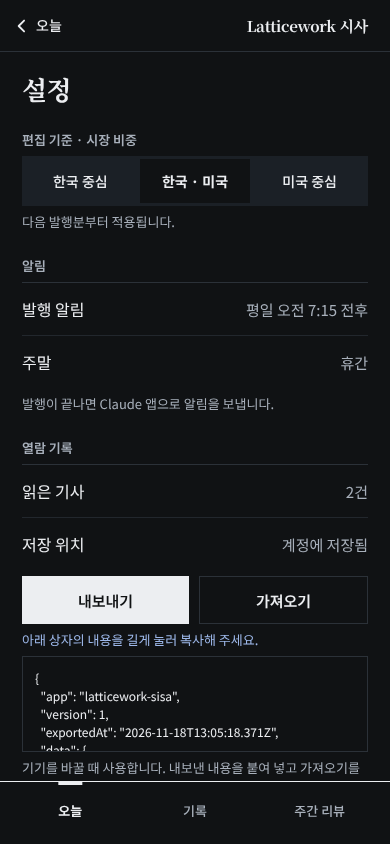 오늘
Latticework 시사
설정
편집 기준 · 시장 비중
한국 중심
한국 · 미국
미국 중심
다음 발행분부터 적용됩니다.
알림
발행 알림
평일 오전 7:15 전후
주말
휴간
발행이 끝나면 Claude 앱으로 알림을 보냅니다.
열람 기록
읽은 기사
2건
저장 위치
계정에 저장됨
내보내기
가져오기
아래 상자의 내용을 길게 눌러 복사해 주세요.
{
"app": "latticework-sisa",
"version": 1,
"exportedAt": "2026-11-18T13:05:18.371Z",
"data": {
기기를 바꿀 때 사용합니다. 내보낸 내용을 붙여 넣고 가져오기를
오늘
기록
주간 리뷰